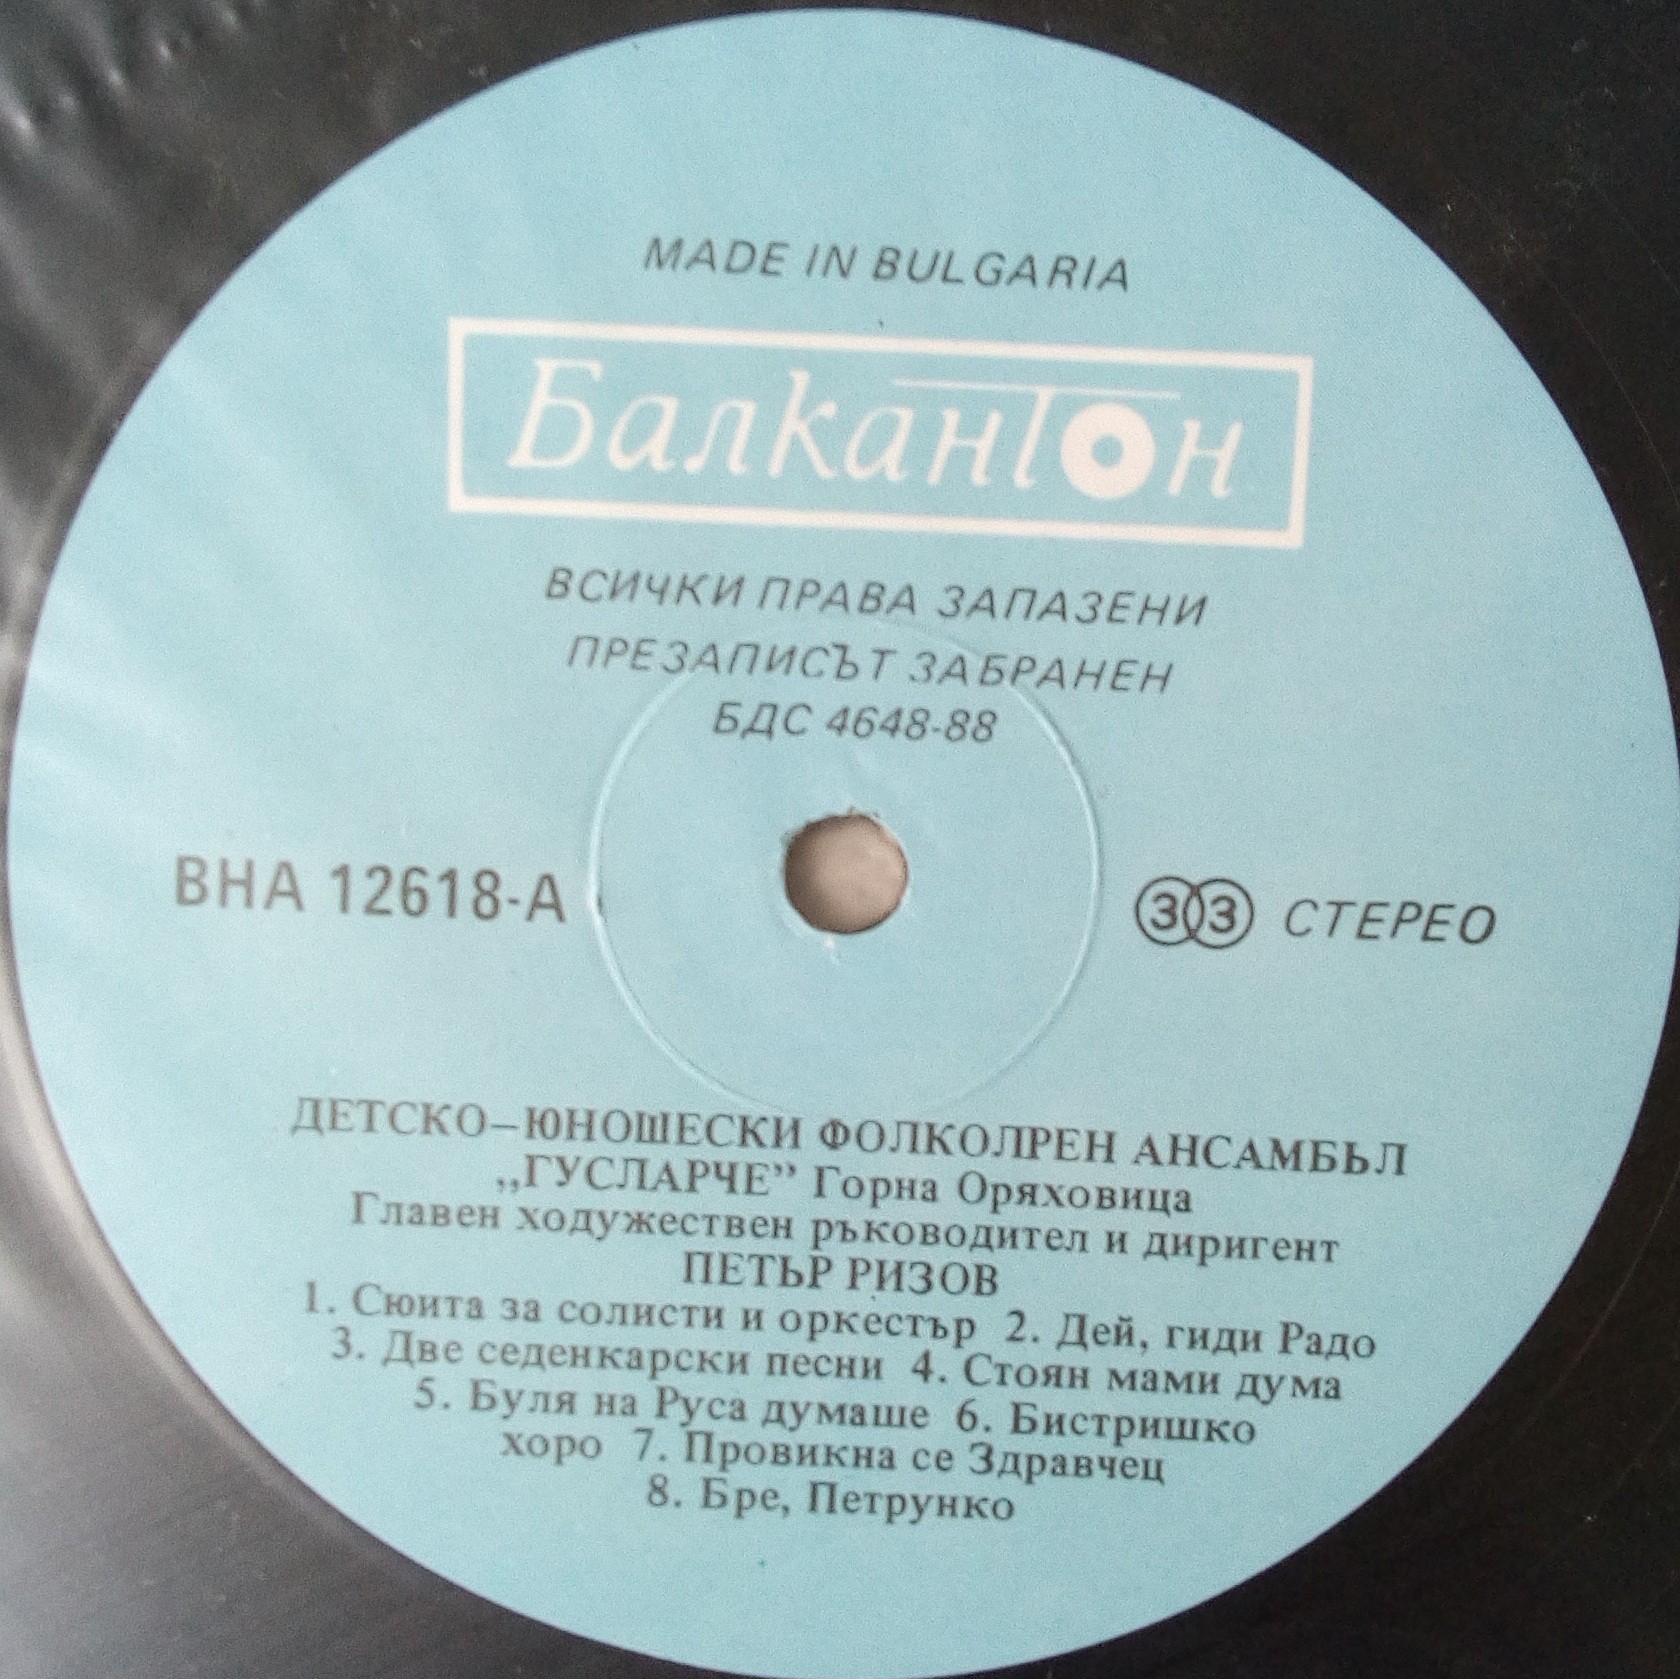 MADE IN BULGARIA
Балкантон
ВСИЧКИ ПРАВА ЗАПАЗЕНИ
ПРЕЗАПИСЪТ ЗАБРАНЕН
БДС 4648-88
ВНА 12618-А
33 СТЕРЕО
ДЕТСКО–ЮНОШЕСКИ ФОЛКОЛРЕН АНСАМБЬЛ
„ГУСЛАРЧЕ” Горна Оряховица
Главен ходужествен ръководител и диригент
ПЕТЬР РИЗОВ
1. Сюита за солисти и оркестър 2. Дей, гиди Радо
3. Две седенкарски песни 4. Стоян мами дума
5. Буля на Руса думаше 6. Бистришко
хоро 7. Провикна се Здравчец
8. Бре, Петрунко